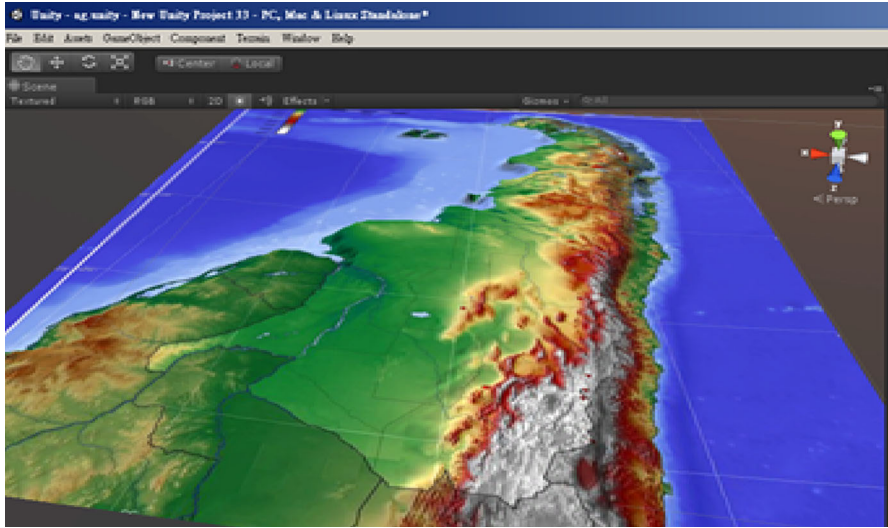 Unity - ag.unity - New Unity Project 33 - PC, Mac & Linux Standalone*
File Edit Assets GameObject Component Terrain Window Help
Center Local
Scene
Textured RGB 2D Effects Gizmos All
y
x
z
Persp